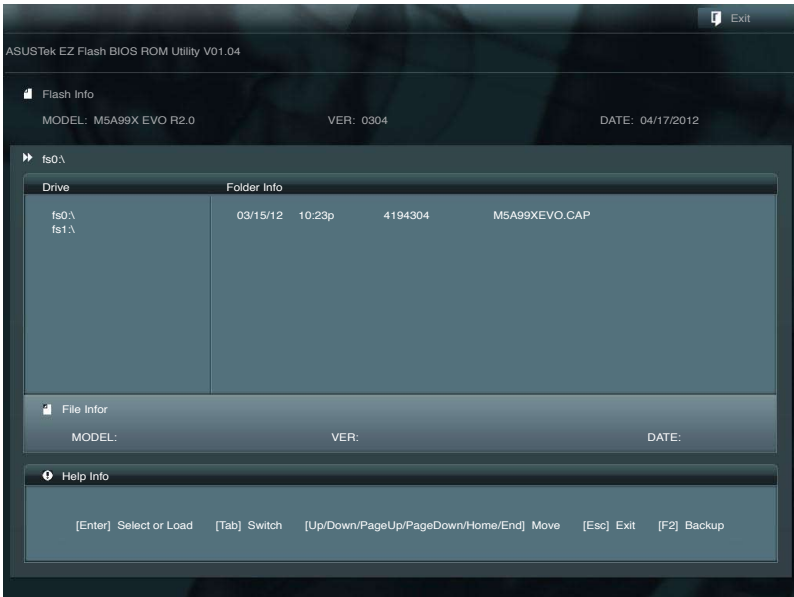 Exit
ASUSTek EZ Flash BIOS ROM Utility V01.04
Flash Info
MODEL: M5A99X EVO R2.0 VER: 0304 DATE: 04/17/2012
fs0:\
Drive Folder Info
fs0:\ 03/15/12 10:23p 4194304 M5A99XEVO.CAP
fs1:\
File Infor
MODEL: VER: DATE:
Help Info
[Enter] Select or Load [Tab] Switch [Up/Down/PageUp/PageDown/Home/End] Move [Esc] Exit [F2] Backup